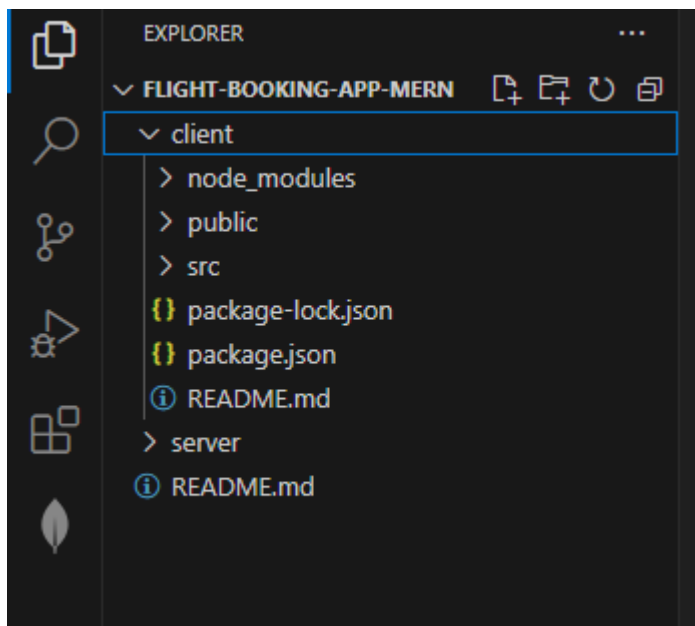 EXPLORER
FLIGHT-BOOKING-APP-MERN
client
node_modules
public
src
package-lock.json
package.json
README.md
server
README.md